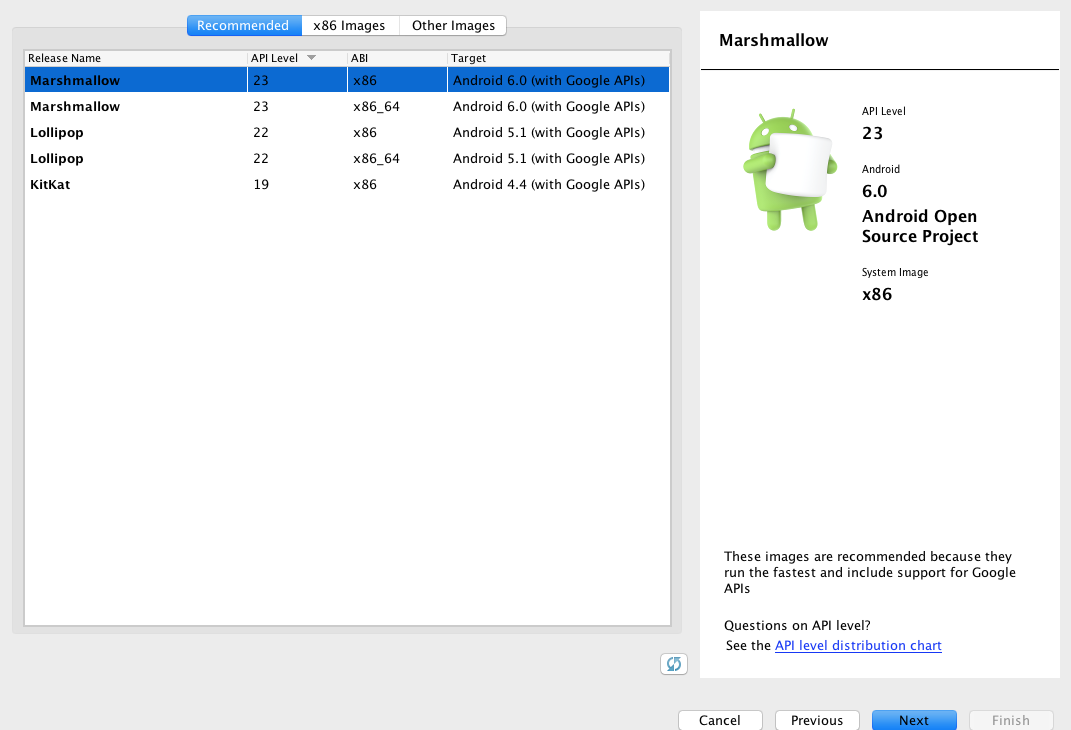 Recommended x86 Images Other Images
Release Name API Level ABI Target
Marshmallow 23 x86 Android 6.0 (with Google APIs)
Marshmallow 23 x86_64 Android 6.0 (with Google APIs)
Lollipop 22 x86 Android 5.1 (with Google APIs)
Lollipop 22 x86_64 Android 5.1 (with Google APIs)
KitKat 19 x86 Android 4.4 (with Google APIs)
Marshmallow
API Level
23
Android
6.0
Android Open
Source Project
System Image
x86
These images are recommended because they
run the fastest and include support for Google
APIs
Questions on API level?
See the API level distribution chart
Cancel Previous Next Finish